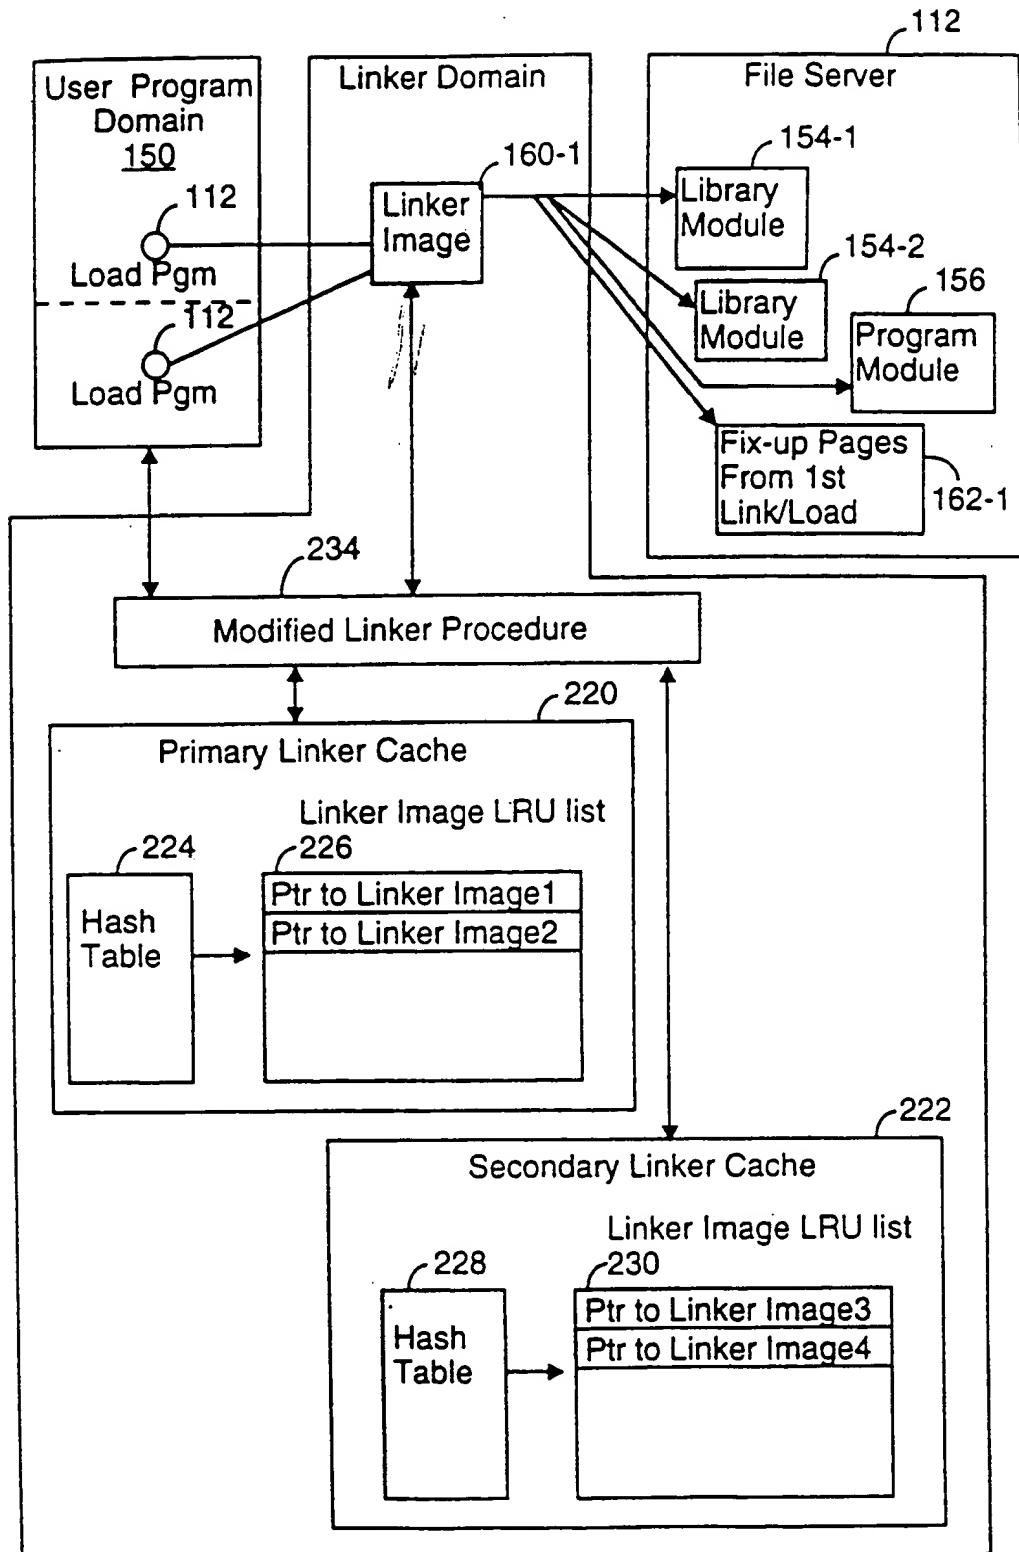 112
User Program
Domain
150
Linker Domain
File Server
160-1
154-1
112
Linker
Image
Library
Module
Load Pgm
154-2
156
112
Library
Module
Program
Module
Load Pgm
Fix-up Pages
From 1st
Link/Load
162-1
234
Modified Linker Procedure
220
Primary Linker Cache
Linker Image LRU list
224
226
Hash
Table
Ptr to Linker Image1
Ptr to Linker Image2
222
Secondary Linker Cache
Linker Image LRU list
228
230
Hash
Table
Ptr to Linker Image3
Ptr to Linker Image4